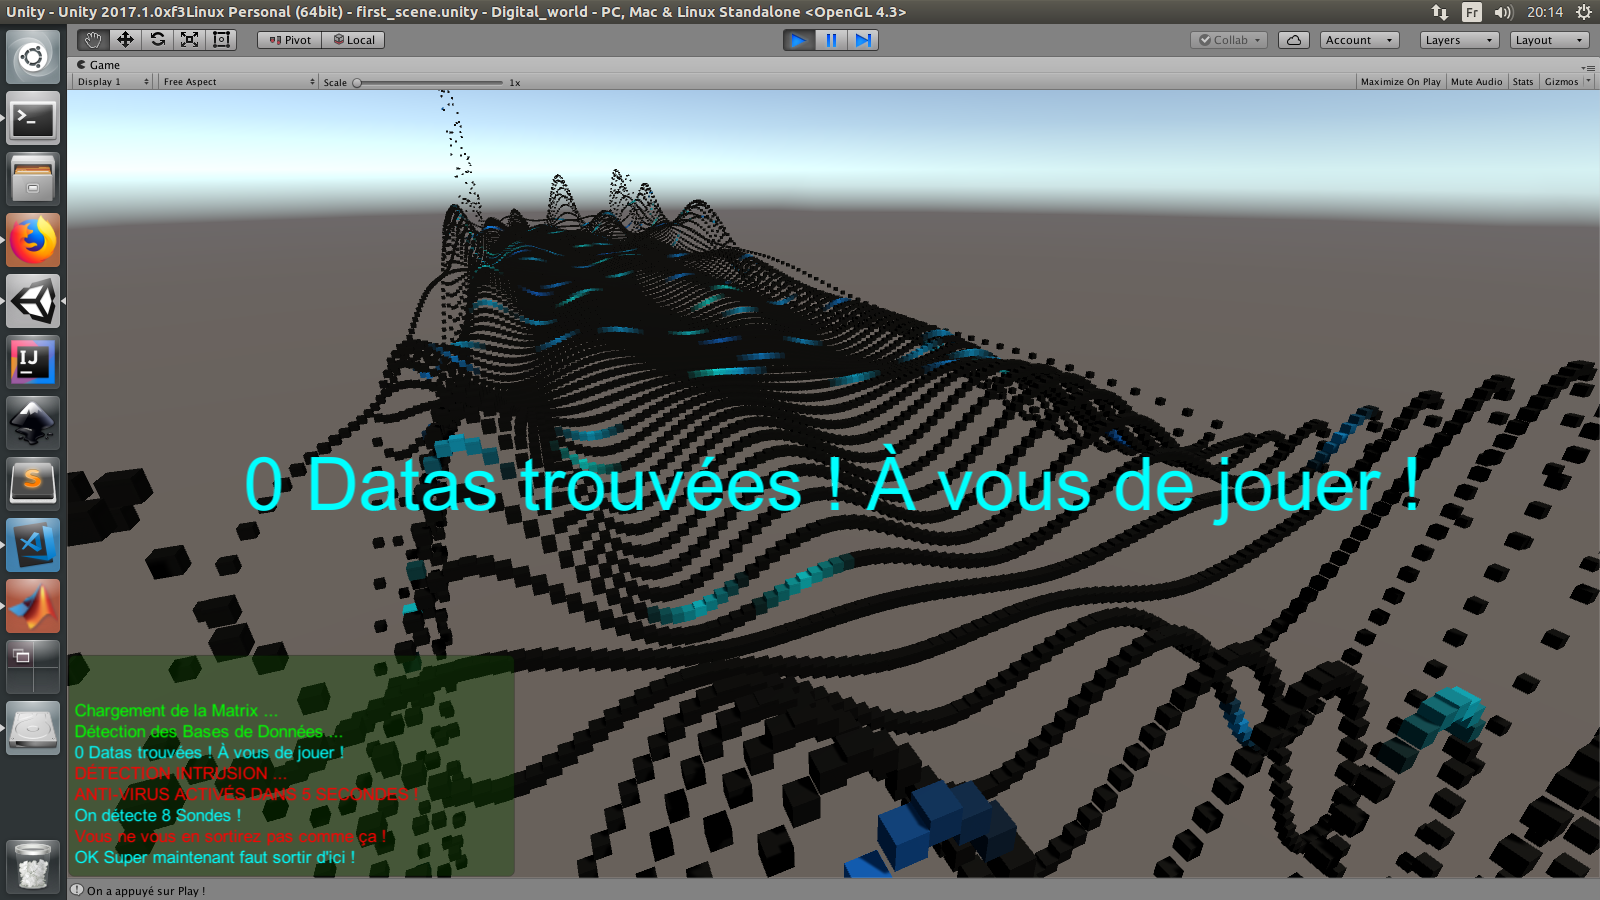 Unity - Unity 2017.1.0xf3Linux Personal (64bit) - first_scene.unity - Digital_world - PC, Mac & Linux Standalone <OpenGL 4.3>
Fr
20:14
Pivot
Local
Collab
Account
Layers
Layout
Game
Display 1
Free Aspect
Scale
1x
Maximize On Play
Mute Audio
Stats
Gizmos
IJ
S
0 Datas trouvées ! À vous de jouer !
Chargement de la Matrix ...
Détection des Bases de Données ...
0 Datas trouvées ! À vous de jouer !
DÉTECTION INTRUSION ...
ANTI-VIRUS ACTIVÉS DANS 5 SECONDES !
On détecte 8 Sondes !
Vous ne vous en sortirez pas comme ça !
OK Super maintenant faut sortir d'ici !
On a appuyé sur Play !